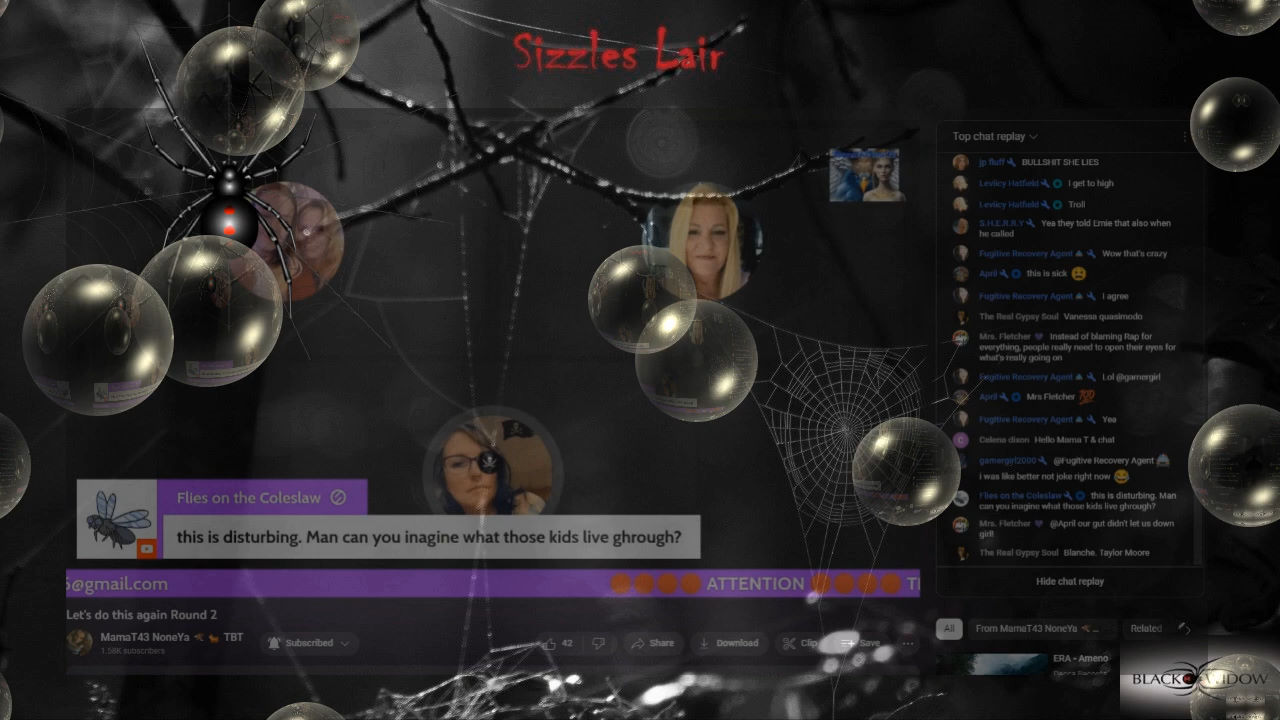 Sizzles Lair
Top chat replay
jp fluff BULLSHIT SHE LIES
Leviicy Hatfield I get to high
Leviicy Hatfield Troll
S.H.E.R.R.Y Yea they told Ernie that also when
he called
Fugitive Recovery Agent Wow that's crazy
April this is sick
Fugitive Recovery Agent I agree
The Real Gypsy Soul Vanessa quasimodo
Mrs. Fletcher Instead of blaming Rap for
everything, people really need to open their eyes for
what's really going on
Fugitive Recovery Agent Lol @gamergirl
April Mrs Fletcher 💯
Fugitive Recovery Agent Yea
C Celena dixon Hello Mama T & chat
gamergirl2000 @Fugitive Recovery Agent
i was like better not joke right now
Flies on the Coleslaw this is disturbing. Man
can you inagine what those kids live ghrough?
Mrs. Fletcher @April our gut didn't let us down
girl!
The Real Gypsy Soul Blanche. Taylor Moore
Hide chat replay
Flies on the Coleslaw
this is disturbing. Man can you inagine what those kids live ghrough?
@gmail.com ATTENTION
Let's do this again Round 2
MamaT43 NoneYa TBT
1.58K subscribers
Subscribed
42 Share Download Clip Save
All From MamaT43 NoneYa Related
ERA - Ameno
BLACK WIDOW